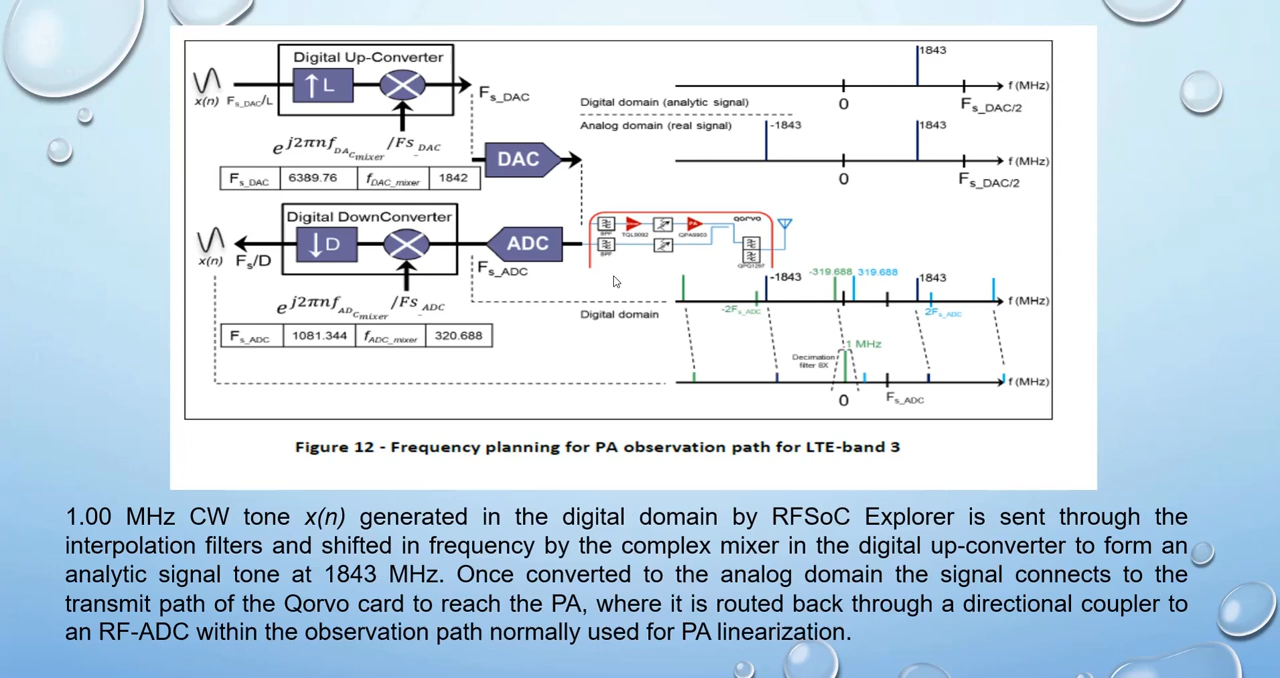 Digital Up-Converter
↑L
x(n) F_s_DAC/L
F_s_DAC
e^j2πnf_DAC_mixer /Fs_DAC
DAC
F_s_DAC 6389.76 f_DAC_mixer 1842
1843
f (MHz)
0 F_s_DAC/2
Digital domain (analytic signal)
Analog domain (real signal)
-1843 1843
f (MHz)
0 F_s_DAC/2
Digital DownConverter
↓D
x(n) F_s/D
ADC
F_s_ADC
e^j2πnf_ADC_mixer /Fs_ADC
F_s_ADC 1081.344 f_ADC_mixer 320.688
BPF TQL9092 QPA9903 qorvo
BPF
QPQ1297
-1843 -319.688 319.688 1843
f (MHz)
-2F_s_ADC 2F_s_ADC
Digital domain
-1 MHz
Decimation
filter 8X
f (MHz)
0 F_s_ADC
Figure 12 - Frequency planning for PA observation path for LTE-band 3
1.00 MHz CW tone x(n) generated in the digital domain by RFSoC Explorer is sent through the
interpolation filters and shifted in frequency by the complex mixer in the digital up-converter to form an
analytic signal tone at 1843 MHz. Once converted to the analog domain the signal connects to the
transmit path of the Qorvo card to reach the PA, where it is routed back through a directional coupler to
an RF-ADC within the observation path normally used for PA linearization.